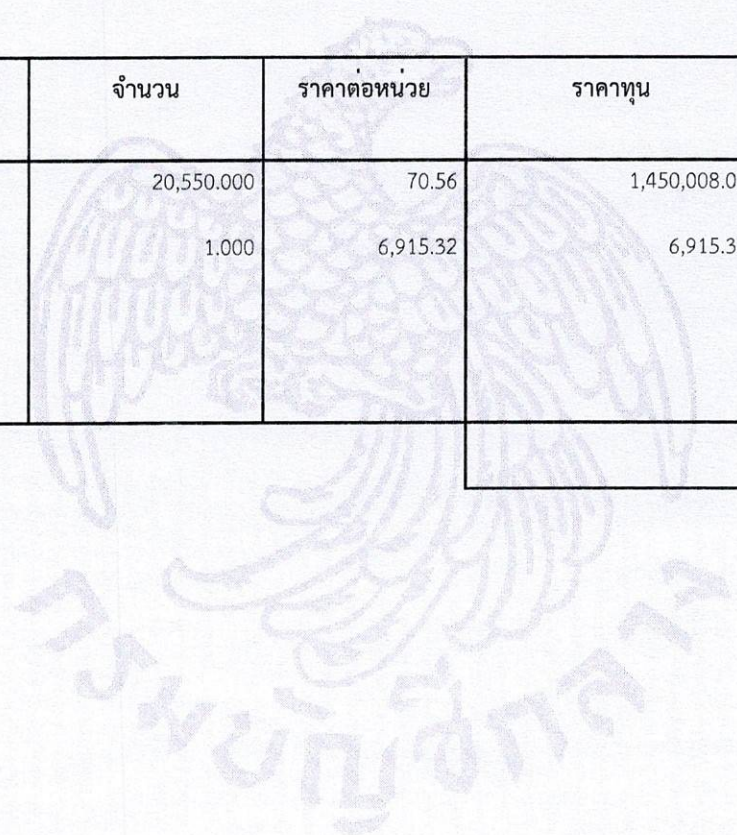 จำนวน ราคาต่อหน่วย ราคาทุน
20,550.000 70.56 1,450,008.0
1.000 6,915.32 6,915.3
กรมบัญชีกลาง